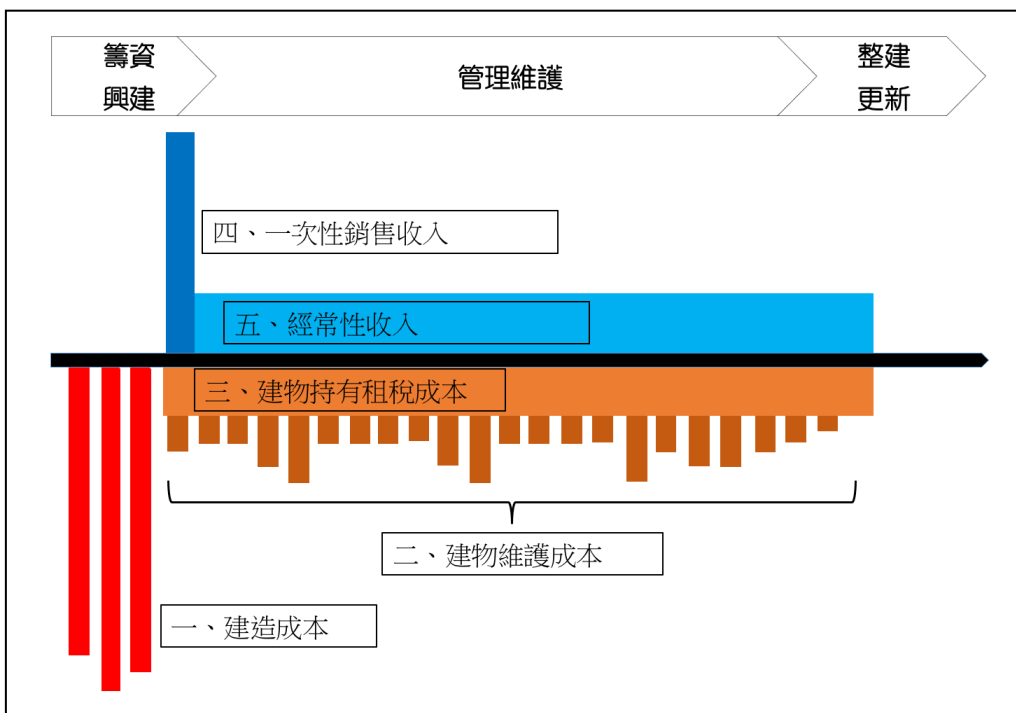 籌資
興建
管理維護
整建
更新
四、一次性銷售收入
五、經常性收入
三、建物持有租稅成本
二、建物維護成本
一、建造成本